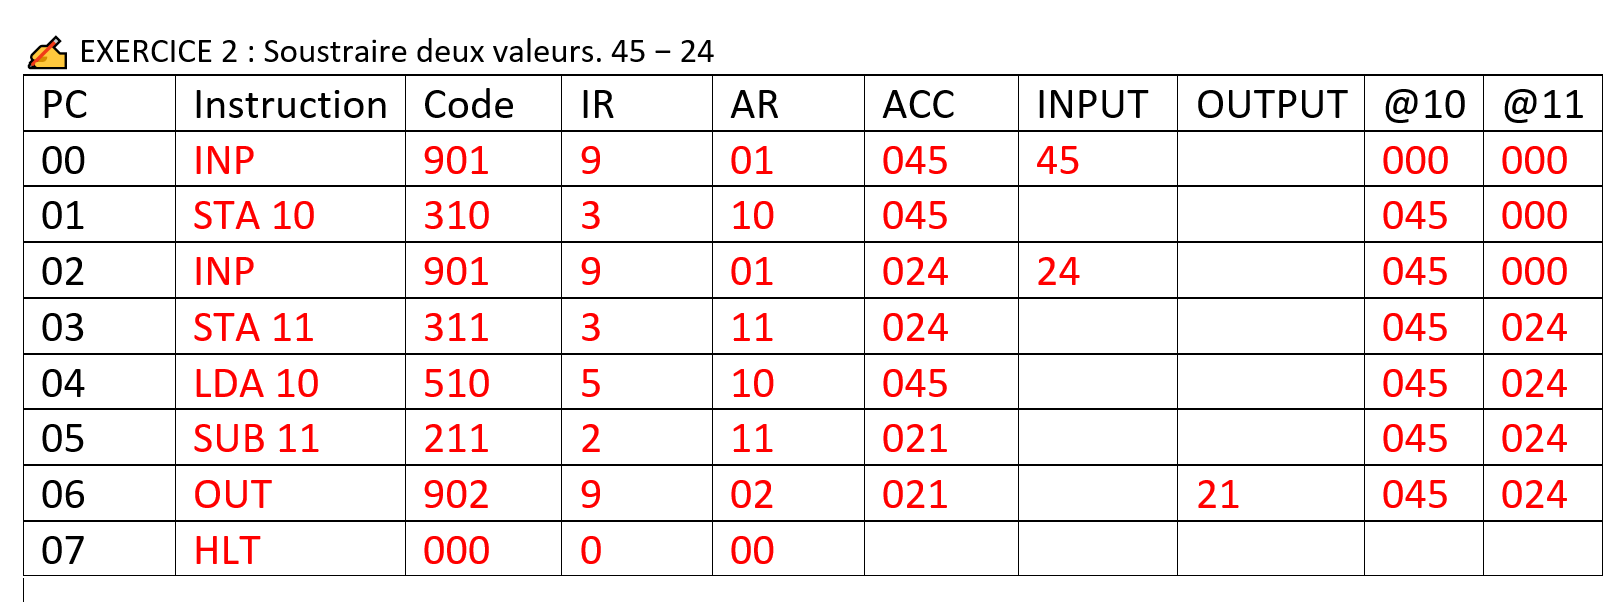 EXERCICE 2 : Soustraire deux valeurs. 45 – 24
PC Instruction Code IR AR ACC INPUT OUTPUT @10 @11
00 INP 901 9 01 045 45 000 000
01 STA 10 310 3 10 045 045 000
02 INP 901 9 01 024 24 045 000
03 STA 11 311 3 11 024 045 024
04 LDA 10 510 5 10 045 045 024
05 SUB 11 211 2 11 021 045 024
06 OUT 902 9 02 021 21 045 024
07 HLT 000 0 00